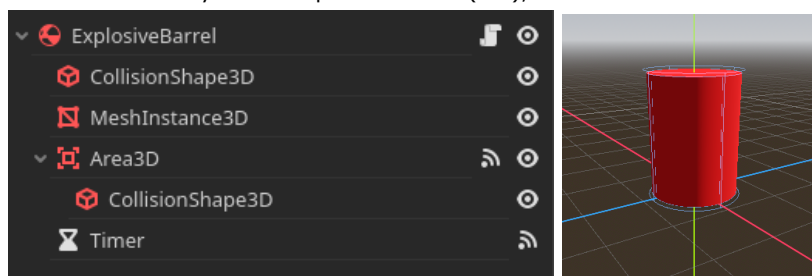 ExplosiveBarrel
CollisionShape3D
MeshInstance3D
Area3D
CollisionShape3D
Timer